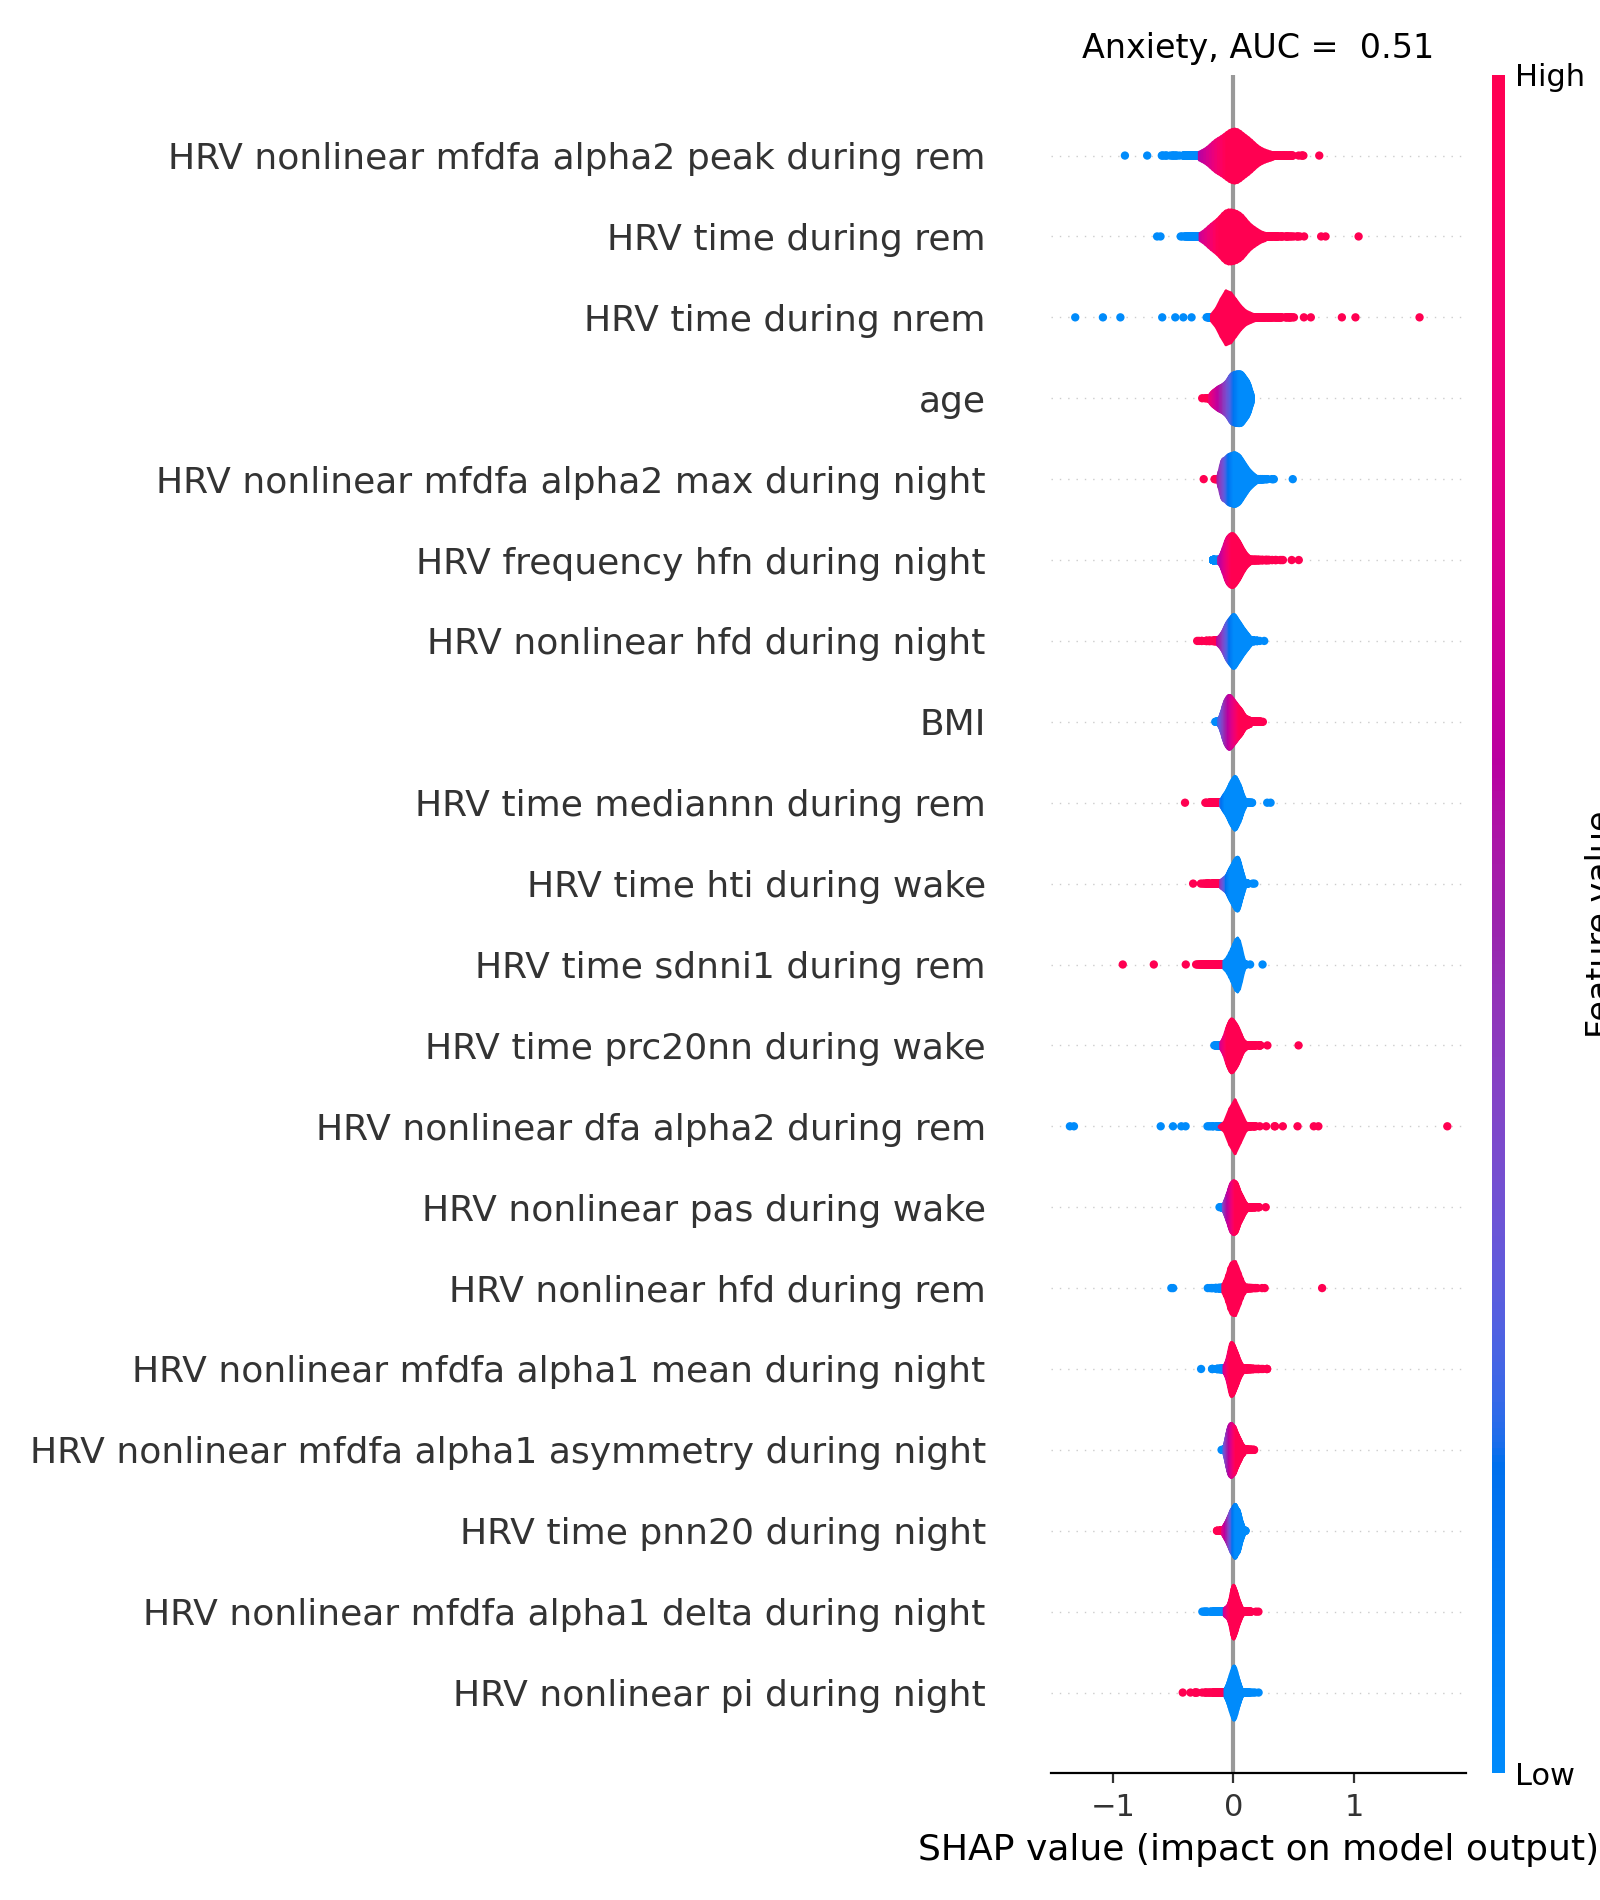 Anxiety, AUC =  0.51
High
HRV nonlinear mfdfa alpha2 peak during rem
HRV time during rem
HRV time during nrem
age
HRV nonlinear mfdfa alpha2 max during night
HRV frequency hfn during night
HRV nonlinear hfd during night
BMI
HRV time mediannn during rem
HRV time hti during wake
HRV time sdnni1 during rem
HRV time prc20nn during wake
HRV nonlinear dfa alpha2 during rem
HRV nonlinear pas during wake
HRV nonlinear hfd during rem
HRV nonlinear mfdfa alpha1 mean during night
HRV nonlinear mfdfa alpha1 asymmetry during night
HRV time pnn20 during night
HRV nonlinear mfdfa alpha1 delta during night
HRV nonlinear pi during night
Feature value
Low
−1 0 1
SHAP value (impact on model output)